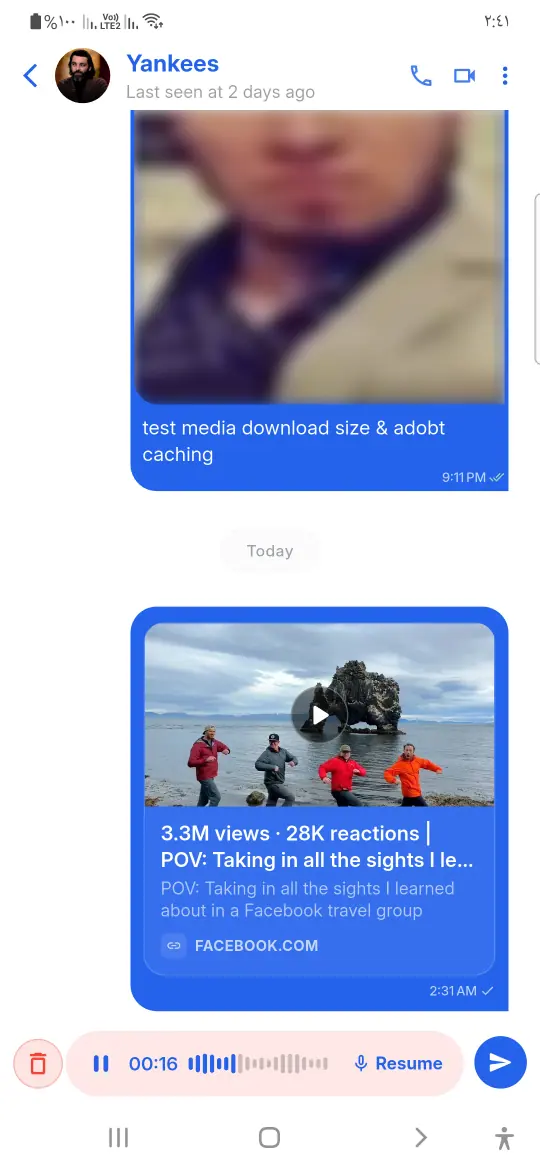 %١٠٠ Vo)) LTE2 ٢:٤١
Yankees
Last seen at 2 days ago
test media download size & adobt
caching
9:11 PM
Today
3.3M views · 28K reactions |
POV: Taking in all the sights I le...
POV: Taking in all the sights I learned
about in a Facebook travel group
FACEBOOK.COM
2:31 AM
00:16 Resume